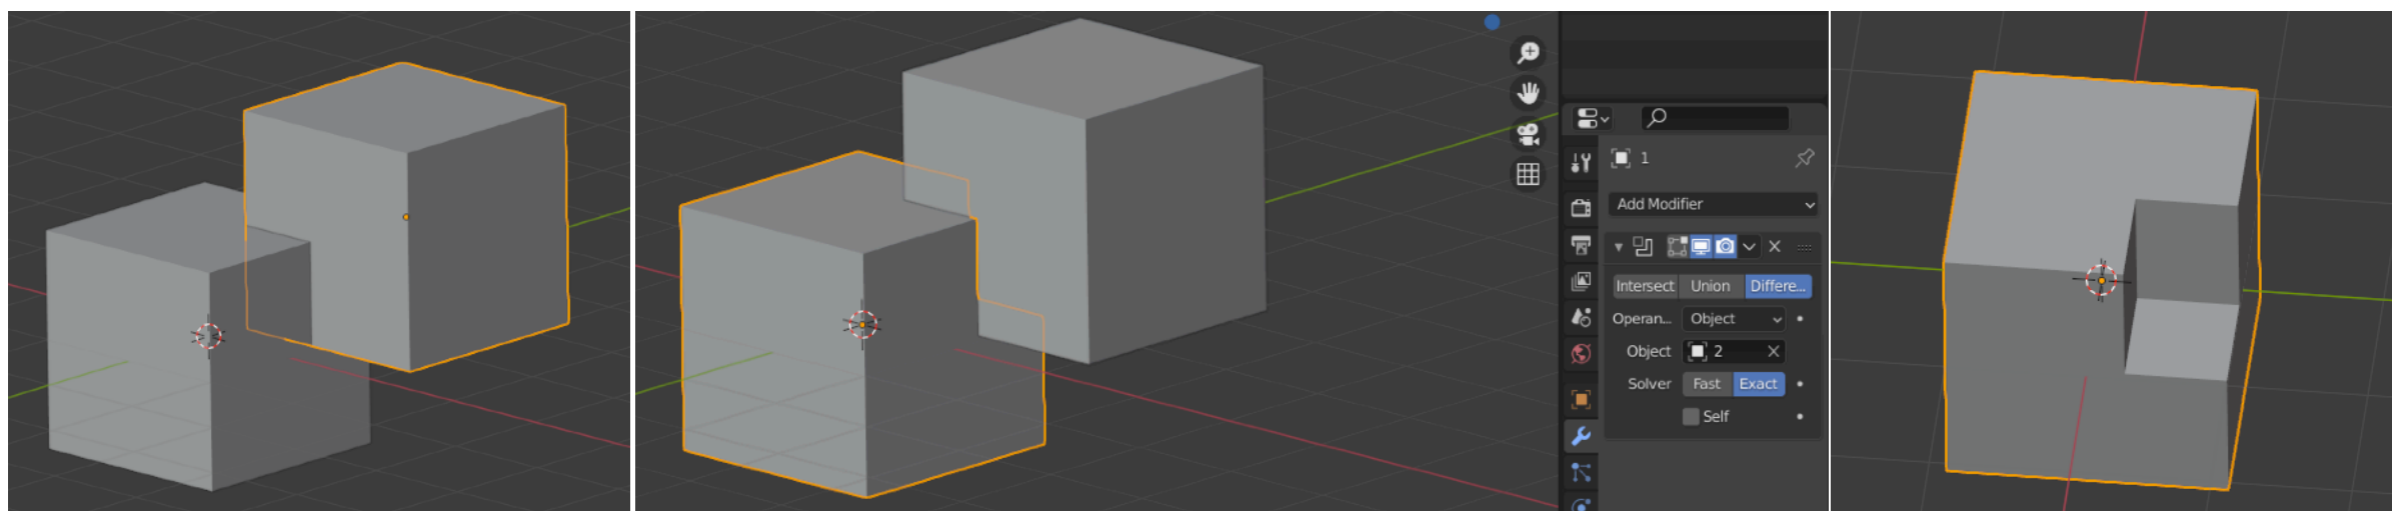 1
Add Modifier
Intersect Union Differe...
Operan... Object
Object 2
Solver Fast Exact
Self